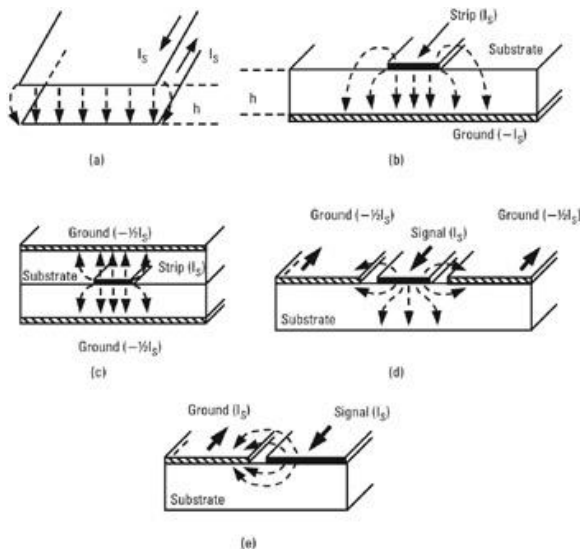 I_S
I_S
h
(a)
Strip (I_S)
Substrate
h
Ground (−I_S)
(b)
Ground (−½I_S)
Substrate
Strip (I_S)
Ground (−½I_S)
(c)
Ground (−½I_S)
Signal (I_S)
Ground (−½I_S)
Substrate
(d)
Ground (I_S)
Signal (I_S)
Substrate
(e)